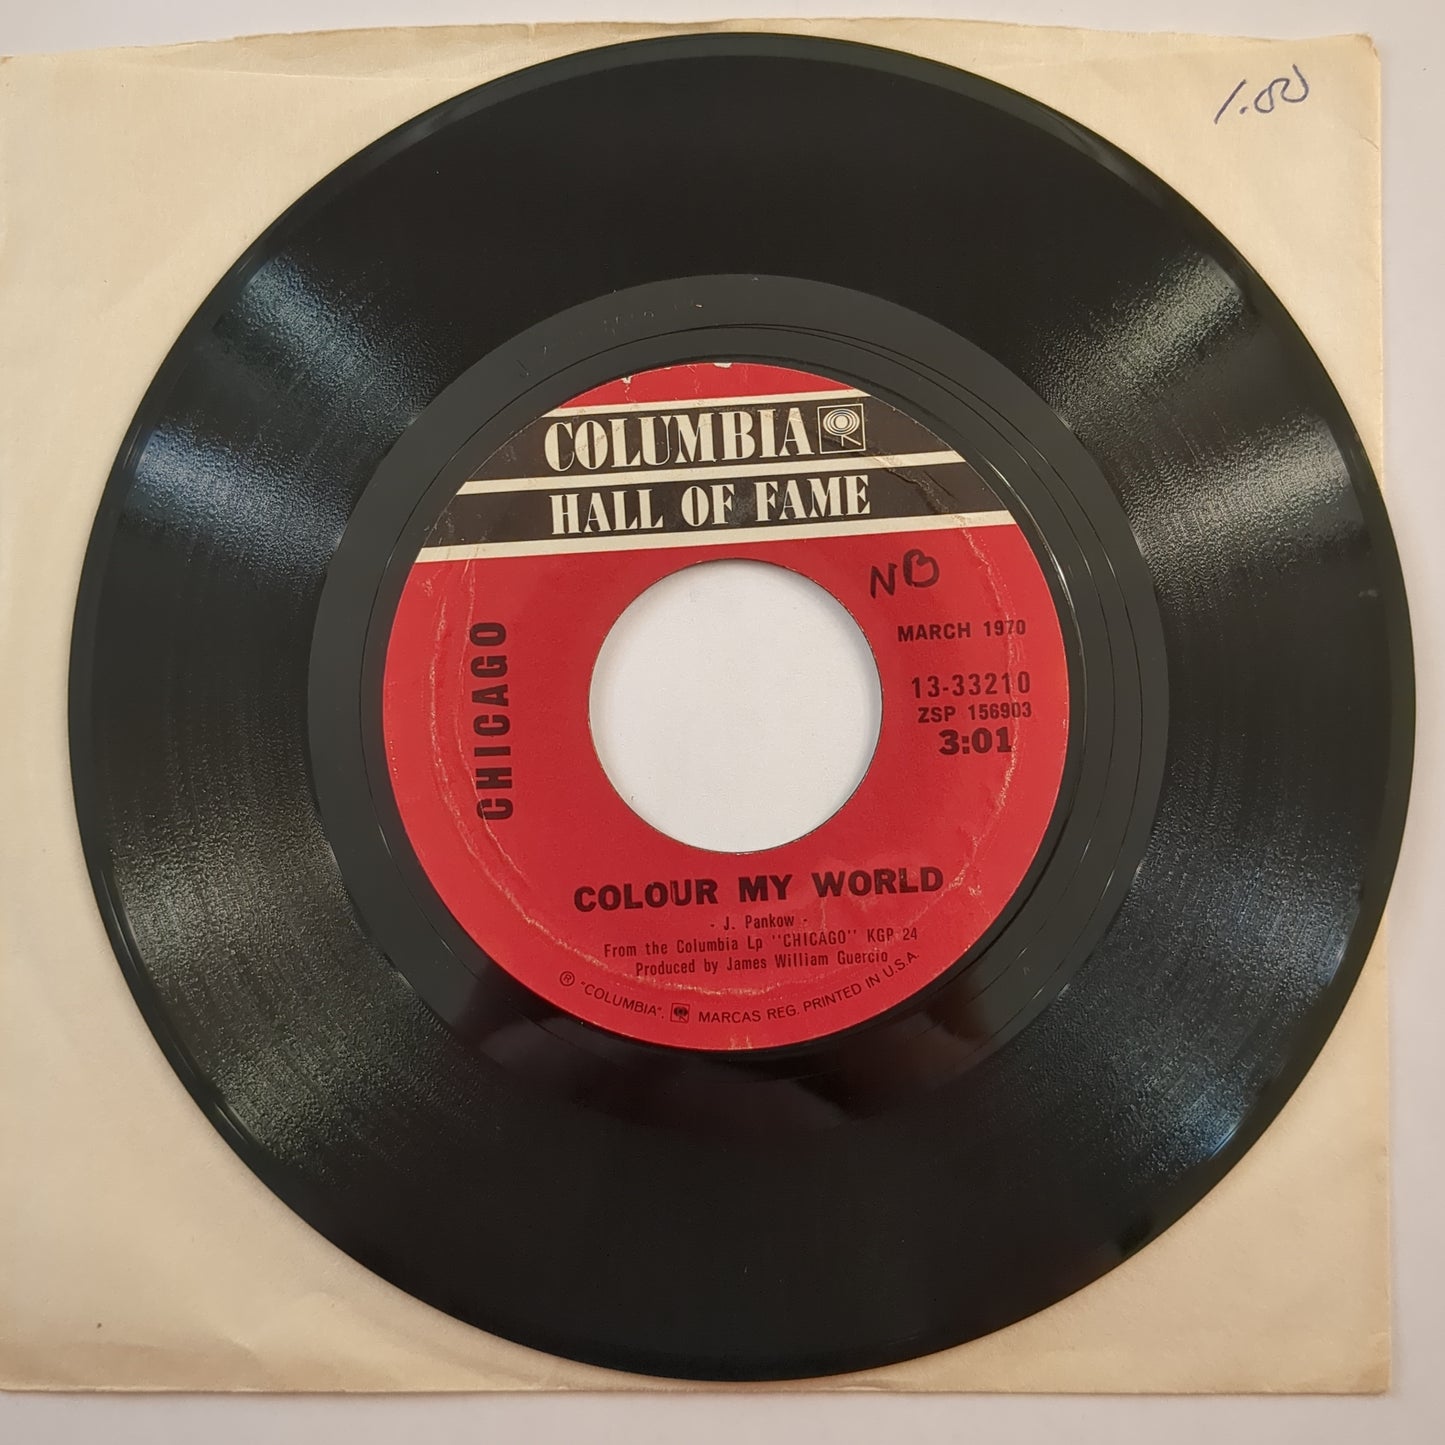 1.00
COLUMBIA
HALL OF FAME
NB
CHICAGO
MARCH 1970
13-33210
ZSP 156903
3:01
COLOUR MY WORLD
- J. Pankow -
From the Columbia Lp "CHICAGO" KGP 24
Produced by James William Guercio
® "COLUMBIA", MARCAS REG. PRINTED IN U.S.A.